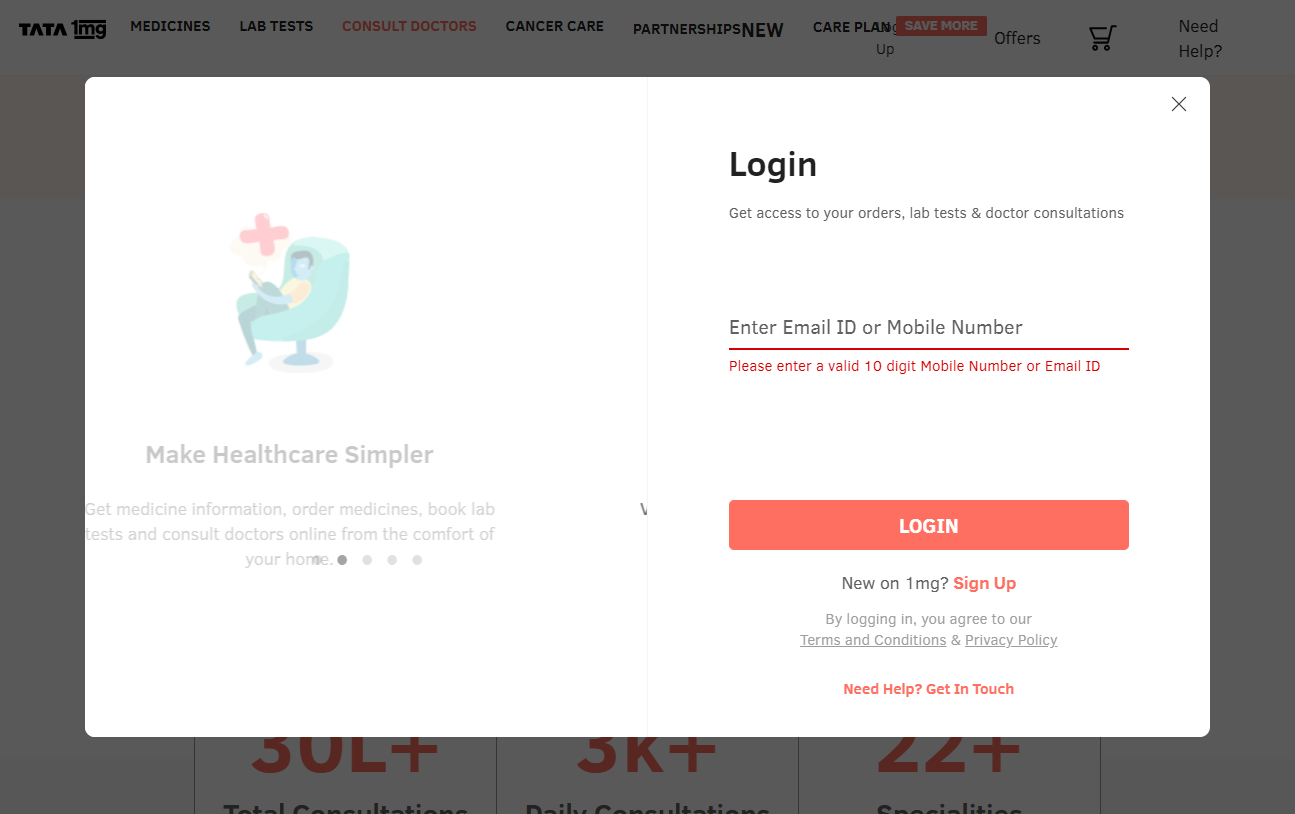 TATA 1mg MEDICINES LAB TESTS CONSULT DOCTORS CANCER CARE PARTNERSHIPSNEW CARE PLAN SAVE MORE Offers Need
Up Help?
Login
Get access to your orders, lab tests & doctor consultations
Enter Email ID or Mobile Number
Please enter a valid 10 digit Mobile Number or Email ID
Make Healthcare Simpler
Get medicine information, order medicines, book lab
tests and consult doctors online from the comfort of
your home.
LOGIN
New on 1mg? Sign Up
By logging in, you agree to our
Terms and Conditions & Privacy Policy
Need Help? Get In Touch
30L+ 3k+ 22+
Total Consultations Daily Consultations Specialities